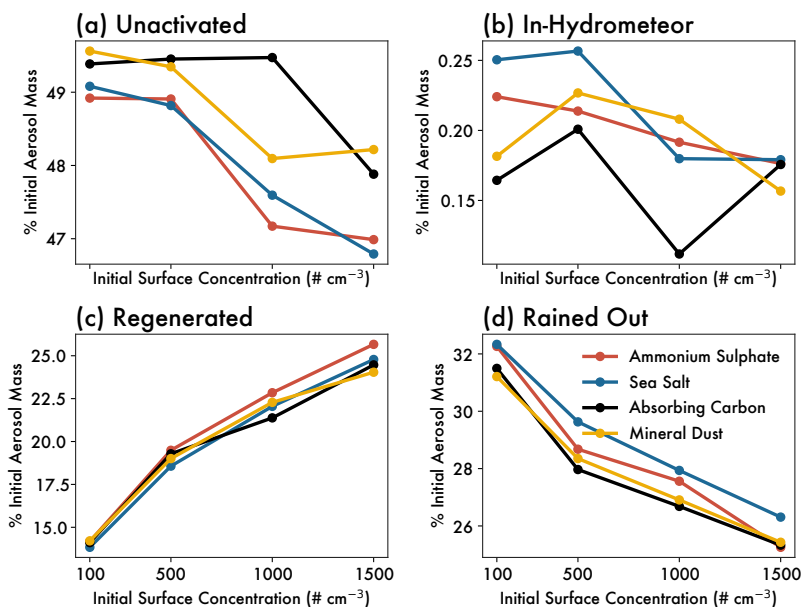 (a) Unactivated
% Initial Aerosol Mass
49
48
47
Initial Surface Concentration (# cm⁻³)
(b) In-Hydrometeor
% Initial Aerosol Mass
0.25
0.20
0.15
Initial Surface Concentration (# cm⁻³)
(c) Regenerated
% Initial Aerosol Mass
25.0
22.5
20.0
17.5
15.0
100 500 1000 1500
Initial Surface Concentration (# cm⁻³)
(d) Rained Out
% Initial Aerosol Mass
32
30
28
26
Ammonium Sulphate
Sea Salt
Absorbing Carbon
Mineral Dust
100 500 1000 1500
Initial Surface Concentration (# cm⁻³)